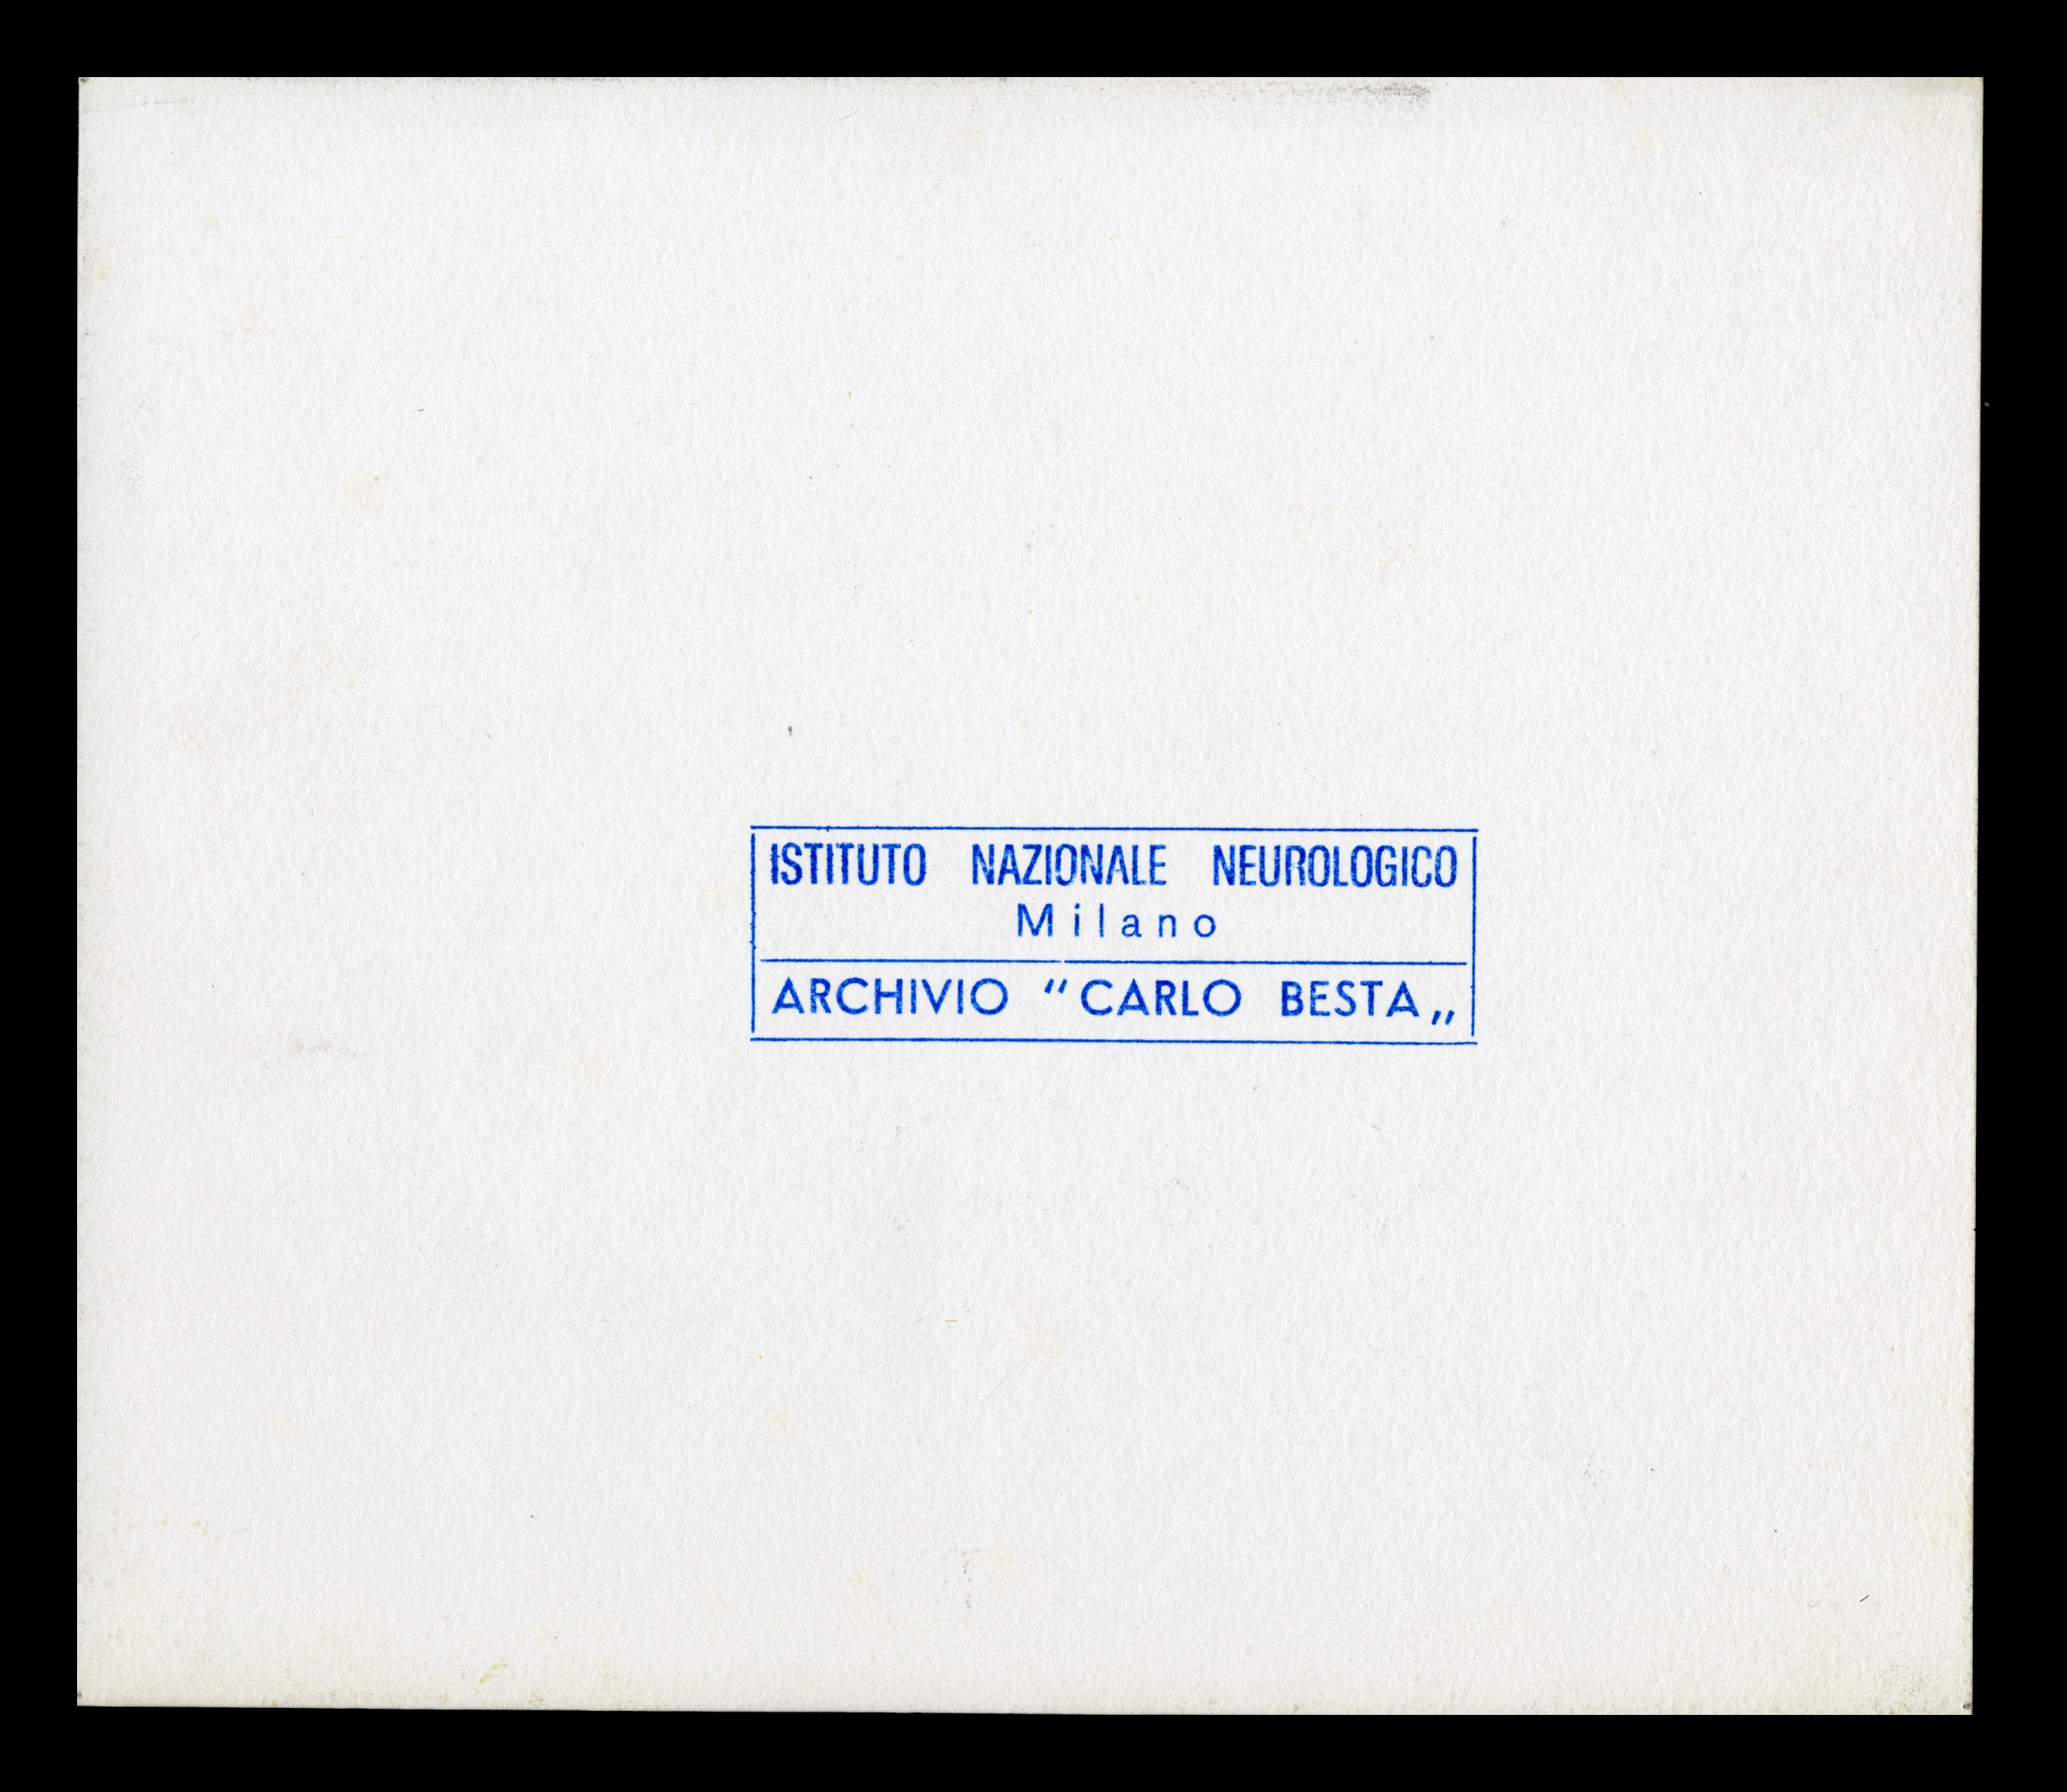 ISTITUTO NAZIONALE NEUROLOGICO
Milano
ARCHIVIO “CARLO BESTA„